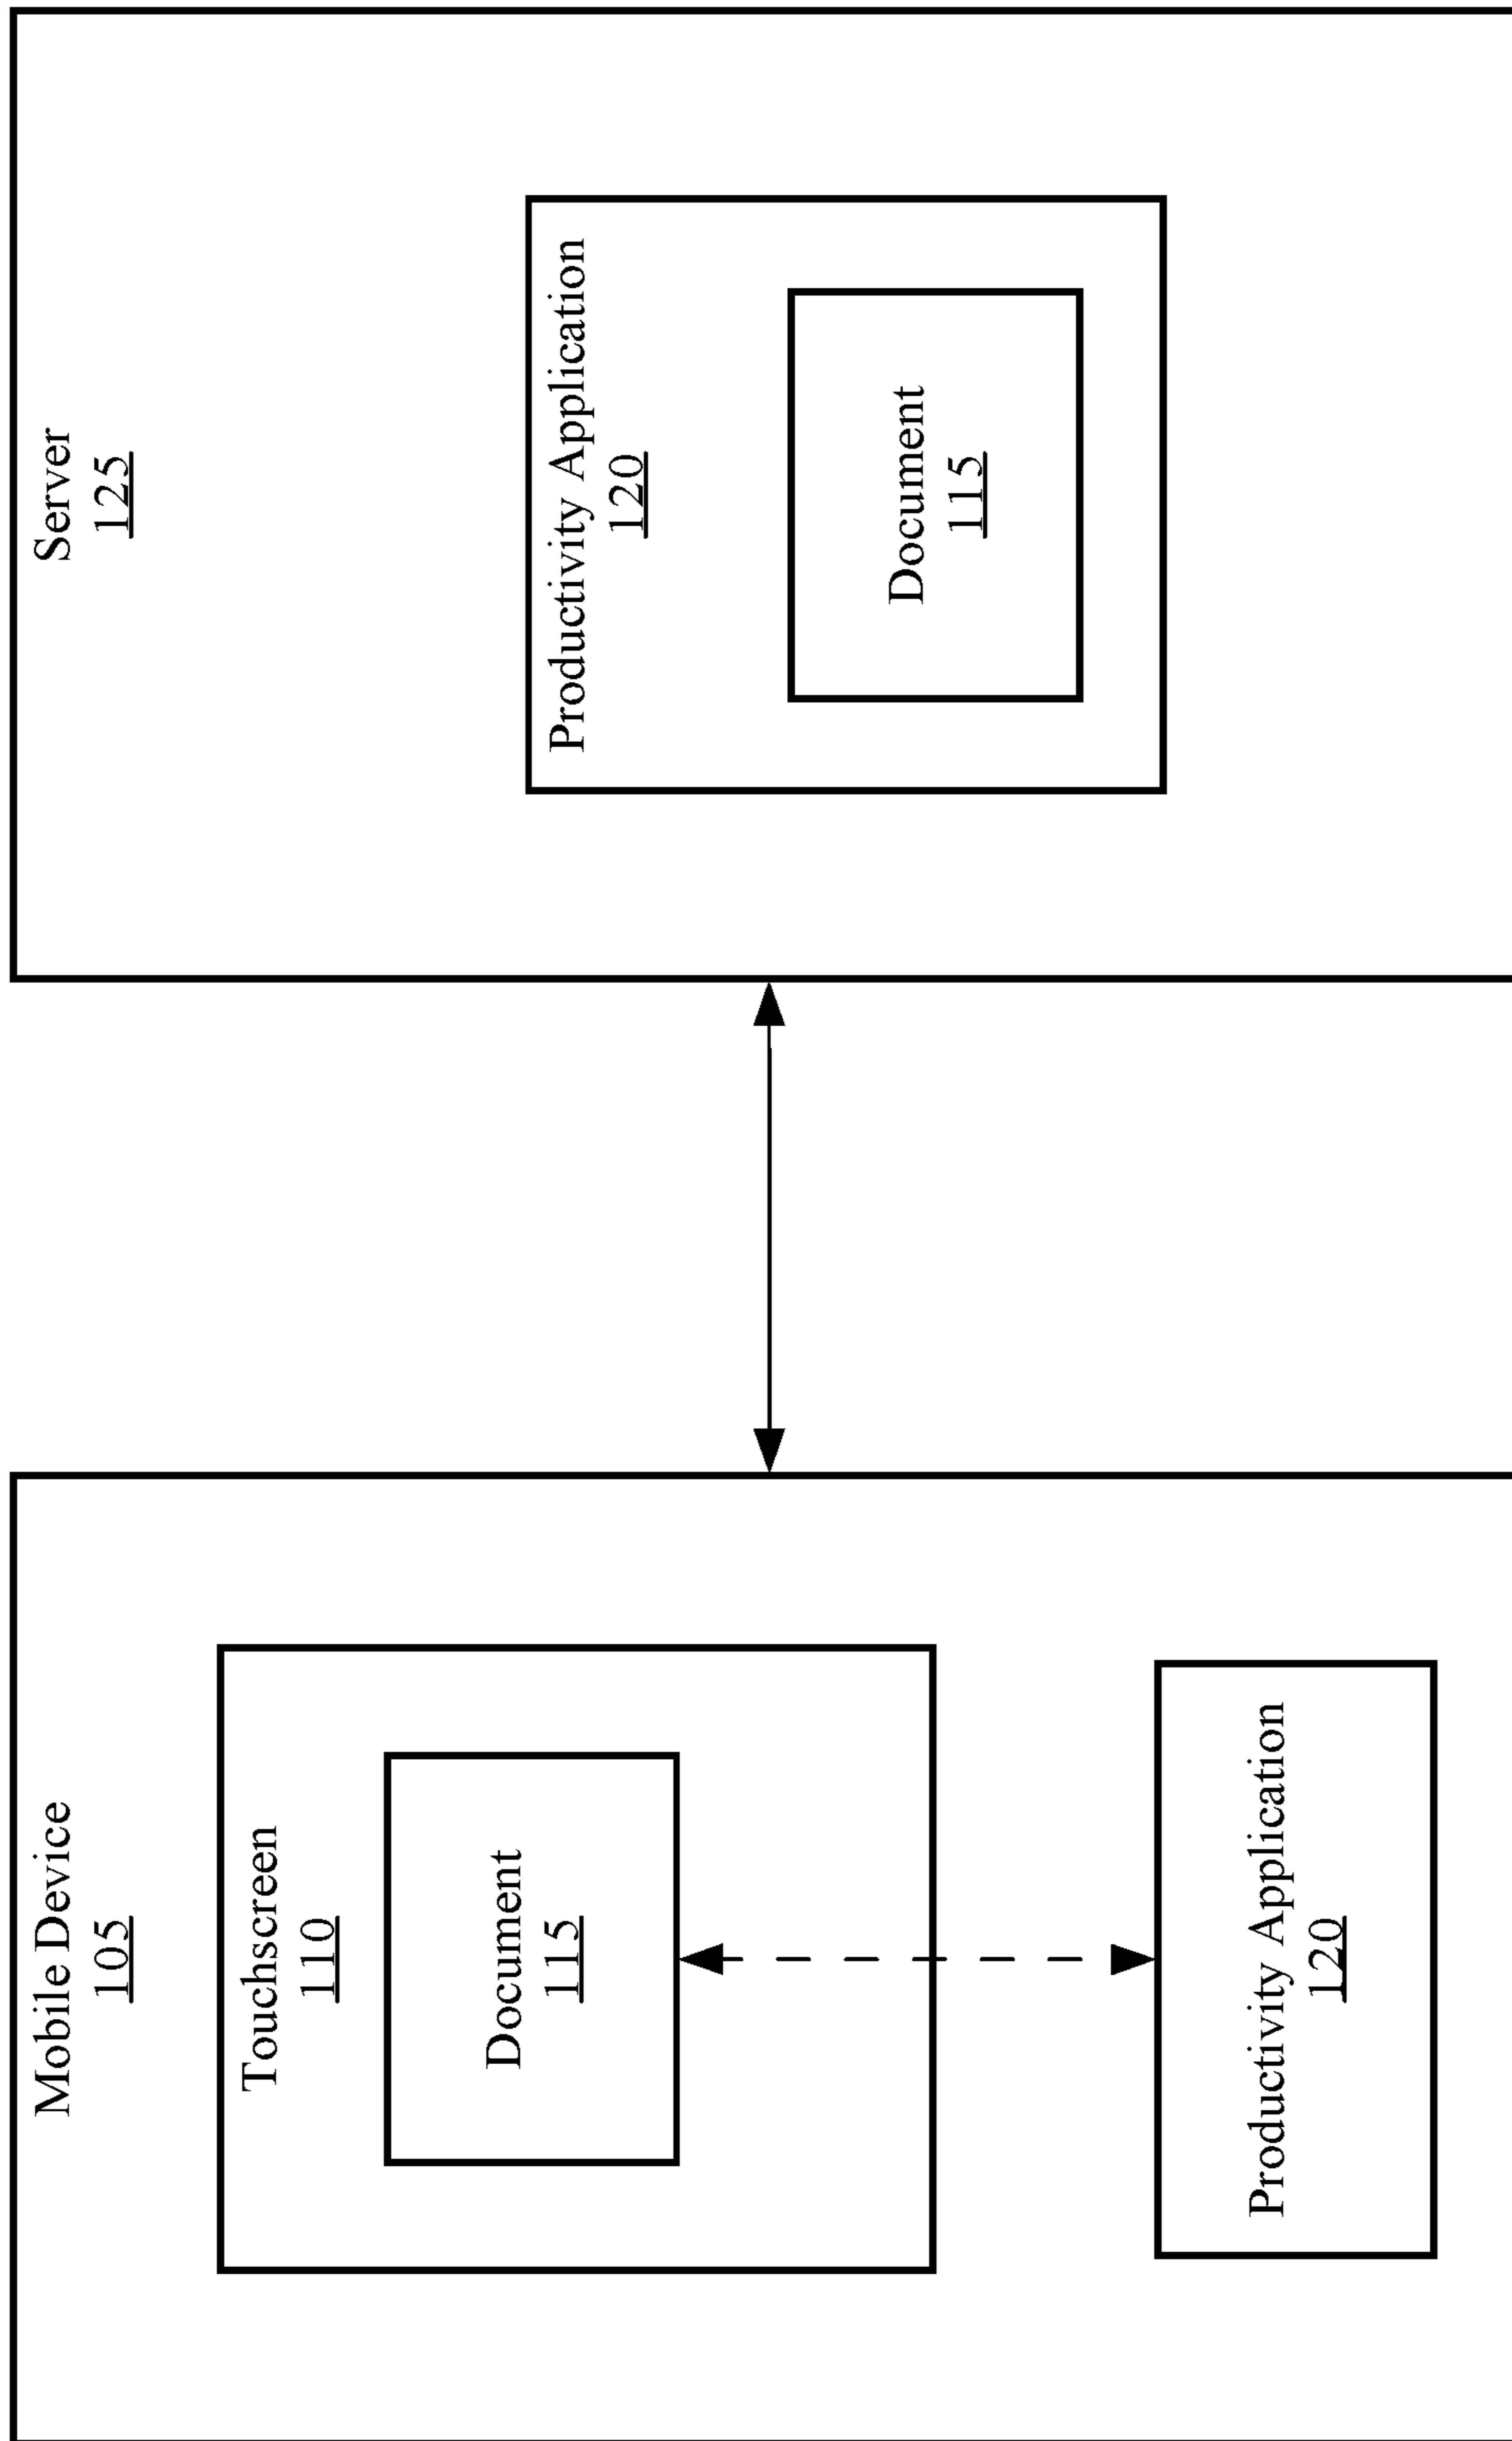 Mobile Device
105
Touchscreen
110
Document
115
Productivity Application
120
Server
125
Productivity Application
120
Document
115